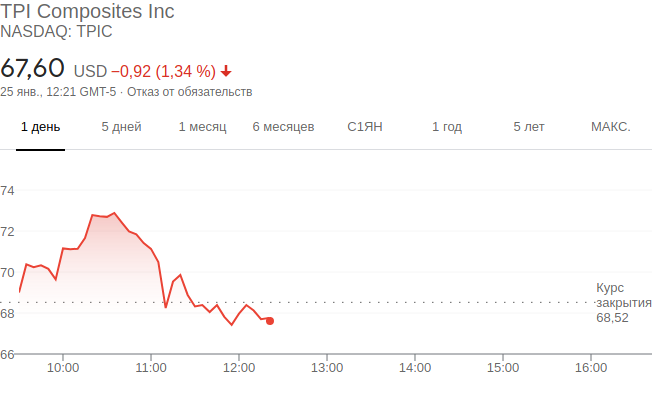 TPI Composites Inc
NASDAQ: TPIC
67,60 USD −0,92 (1,34 %)
25 янв., 12:21 GMT-5 · Отказ от обязательств
1 день 5 дней 1 месяц 6 месяцев С1ЯН 1 год 5 лет МАКС.
74
72
70
Курс
закрытия
68,52
68
66
10:00 11:00 12:00 13:00 14:00 15:00 16:00